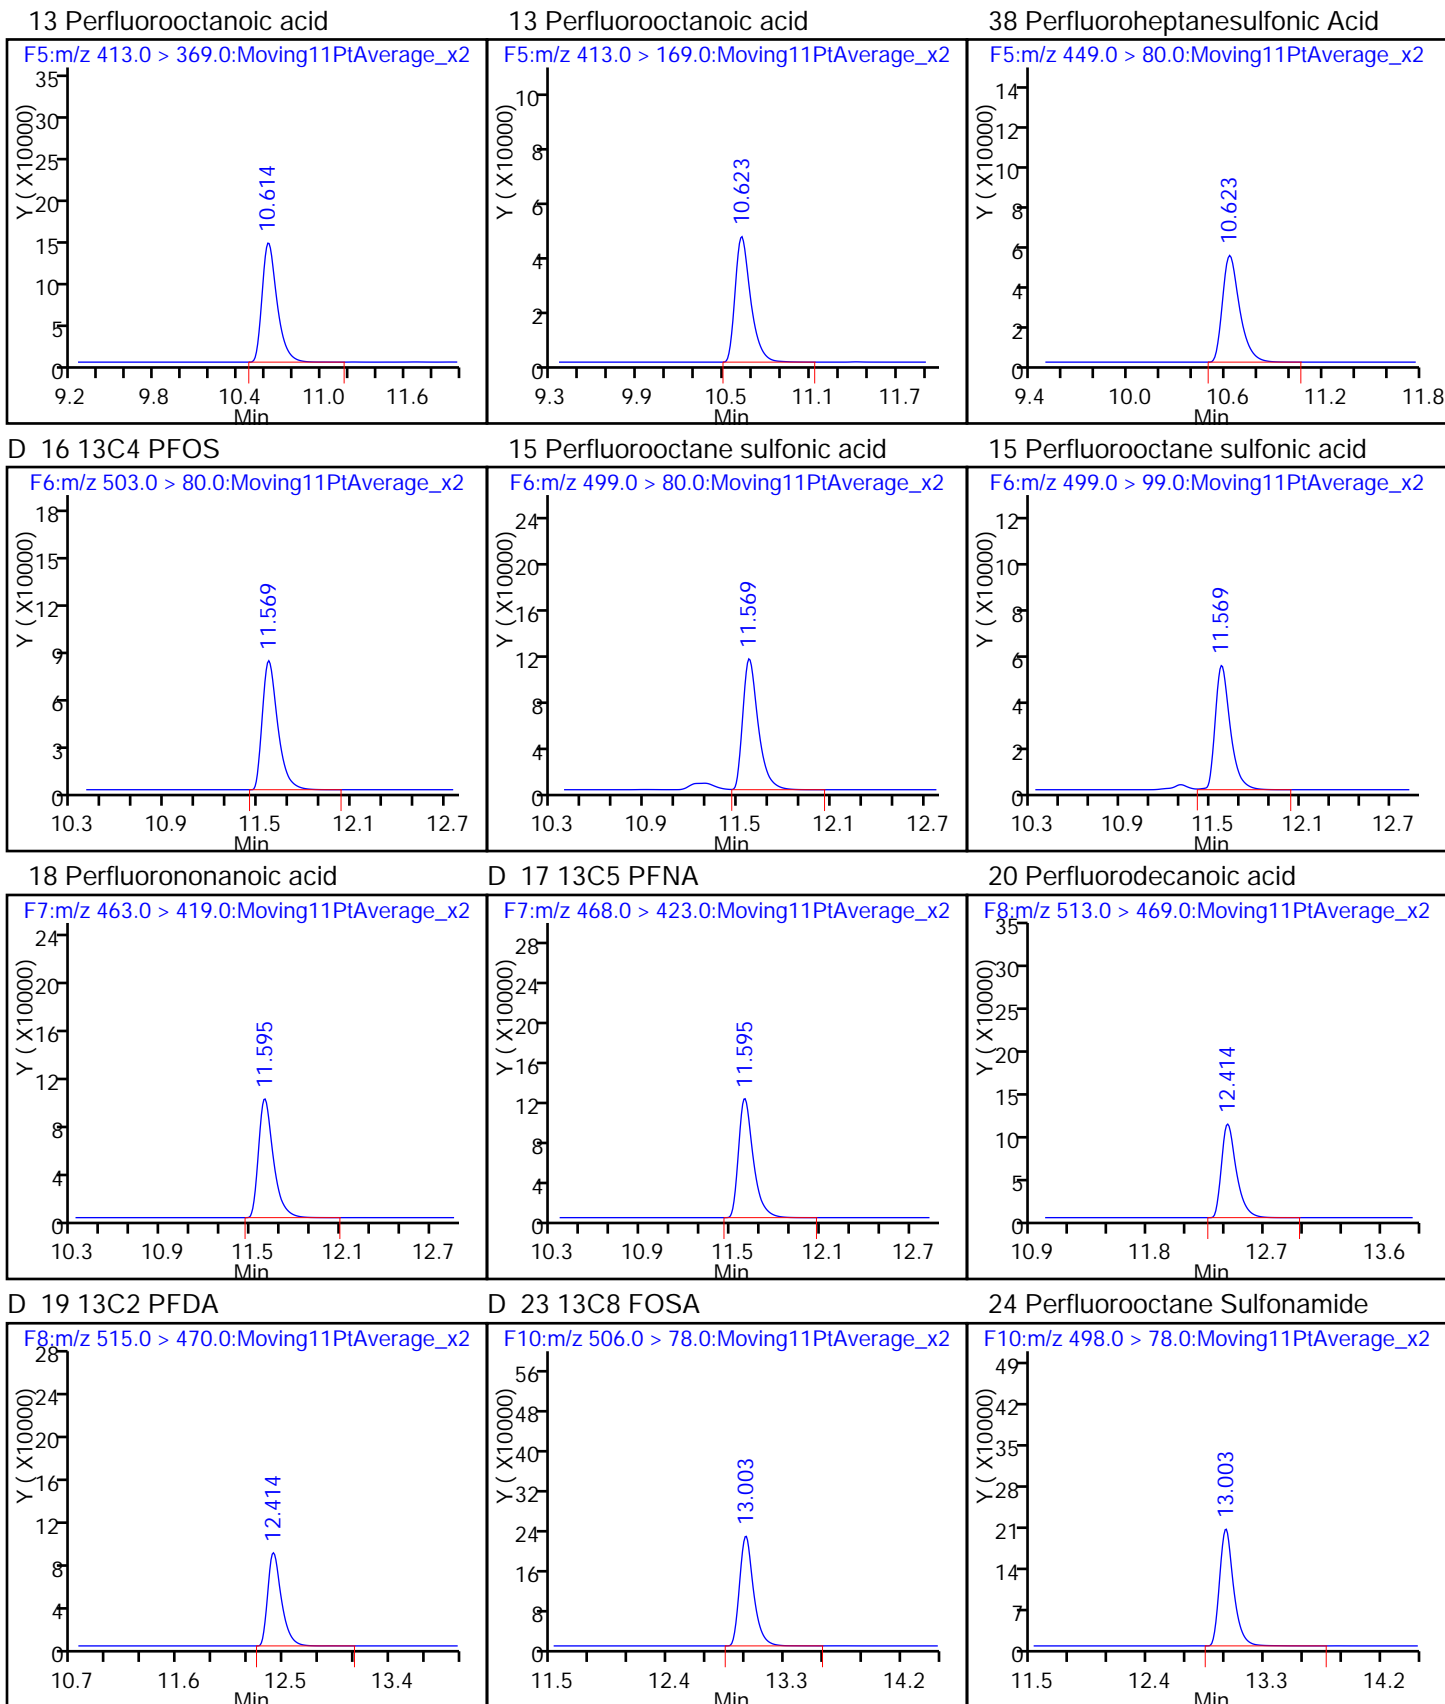 13 Perfluorooctanoic acid
F5:m/z 413.0 > 369.0:Moving11PtAverage_x2
Y ( X10000)
35
30
25
20
15
10
5
0
10.614
9.2 9.8 10.4 11.0 11.6
Min
13 Perfluorooctanoic acid
F5:m/z 413.0 > 169.0:Moving11PtAverage_x2
Y ( X10000)
10
8
6
4
2
0
10.623
9.3 9.9 10.5 11.1 11.7
Min
38 Perfluoroheptanesulfonic Acid
F5:m/z 449.0 > 80.0:Moving11PtAverage_x2
Y ( X10000)
14
12
10
8
6
4
2
0
10.623
9.4 10.0 10.6 11.2 11.8
Min
D 16 13C4 PFOS
F6:m/z 503.0 > 80.0:Moving11PtAverage_x2
Y ( X10000)
18
15
12
9
6
3
0
11.569
10.3 10.9 11.5 12.1 12.7
Min
15 Perfluorooctane sulfonic acid
F6:m/z 499.0 > 80.0:Moving11PtAverage_x2
Y ( X10000)
24
20
16
12
8
4
0
11.569
10.3 10.9 11.5 12.1 12.7
Min
15 Perfluorooctane sulfonic acid
F6:m/z 499.0 > 99.0:Moving11PtAverage_x2
Y ( X10000)
12
10
8
6
4
2
0
11.569
10.3 10.9 11.5 12.1 12.7
Min
18 Perfluorononanoic acid
F7:m/z 463.0 > 419.0:Moving11PtAverage_x2
Y ( X10000)
24
20
16
12
8
4
0
11.595
10.3 10.9 11.5 12.1 12.7
Min
D 17 13C5 PFNA
F7:m/z 468.0 > 423.0:Moving11PtAverage_x2
Y ( X10000)
28
24
20
16
12
8
4
0
11.595
10.3 10.9 11.5 12.1 12.7
Min
20 Perfluorodecanoic acid
F8:m/z 513.0 > 469.0:Moving11PtAverage_x2
Y ( X10000)
35
30
25
20
15
10
5
0
12.414
10.9 11.8 12.7 13.6
Min
D 19 13C2 PFDA
F8:m/z 515.0 > 470.0:Moving11PtAverage_x2
Y ( X10000)
28
24
20
16
12
8
4
0
12.414
10.7 11.6 12.5 13.4
Min
D 23 13C8 FOSA
F10:m/z 506.0 > 78.0:Moving11PtAverage_x2
Y ( X10000)
56
48
40
32
24
16
8
0
13.003
11.5 12.4 13.3 14.2
Min
24 Perfluorooctane Sulfonamide
F10:m/z 498.0 > 78.0:Moving11PtAverage_x2
Y ( X10000)
49
42
35
28
21
14
7
0
13.003
11.5 12.4 13.3 14.2
Min